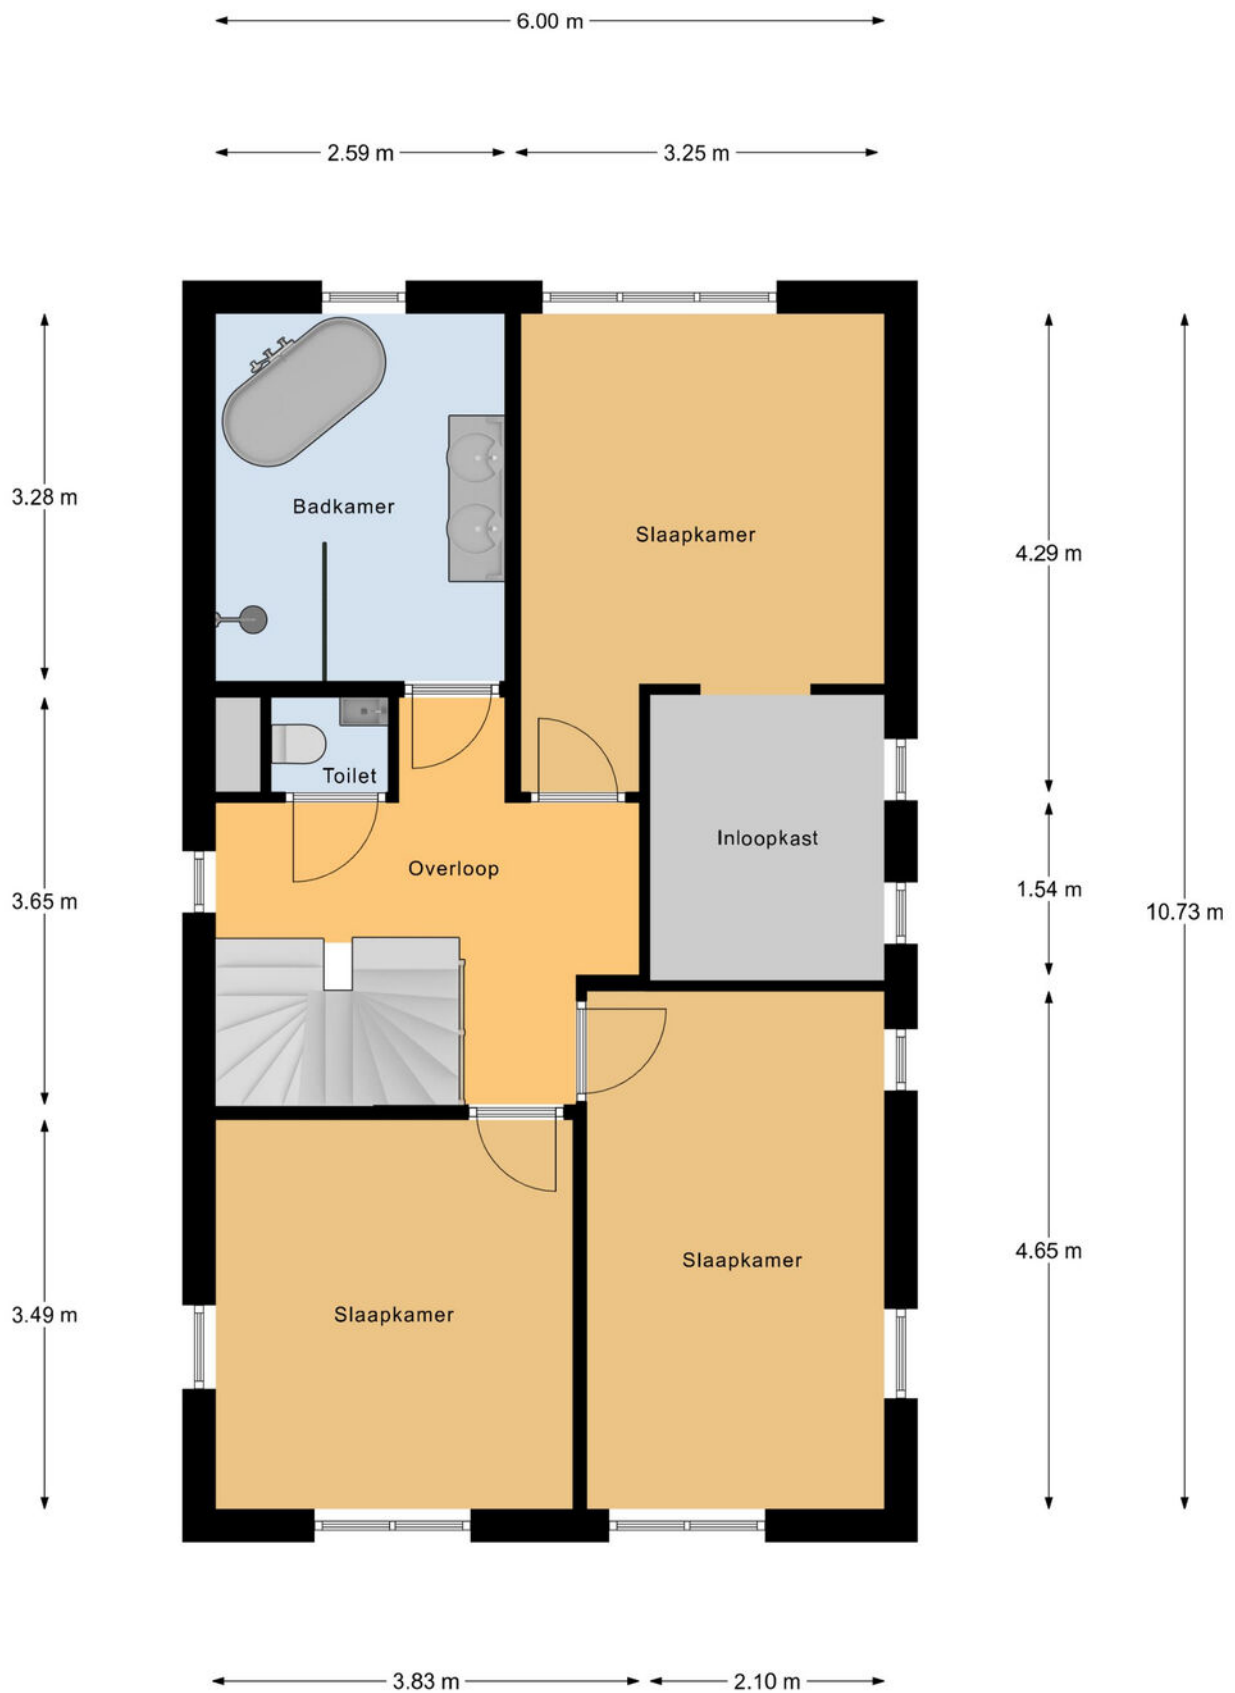 6.00 m
2.59 m
3.25 m
3.28 m
Badkamer
Slaapkamer
4.29 m
Toilet
Inloopkast
Overloop
1.54 m
3.65 m
10.73 m
4.65 m
Slaapkamer
3.49 m
Slaapkamer
3.83 m
2.10 m